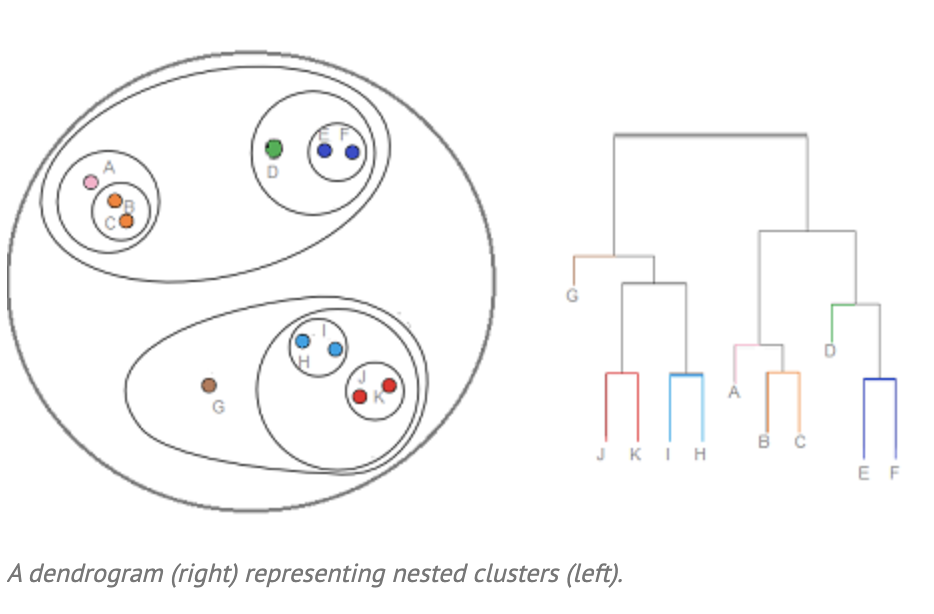 A
B
C
D
E F
I
H
J
K
G
G
D
A
B C
J K I H
E F
A dendrogram (right) representing nested clusters (left).